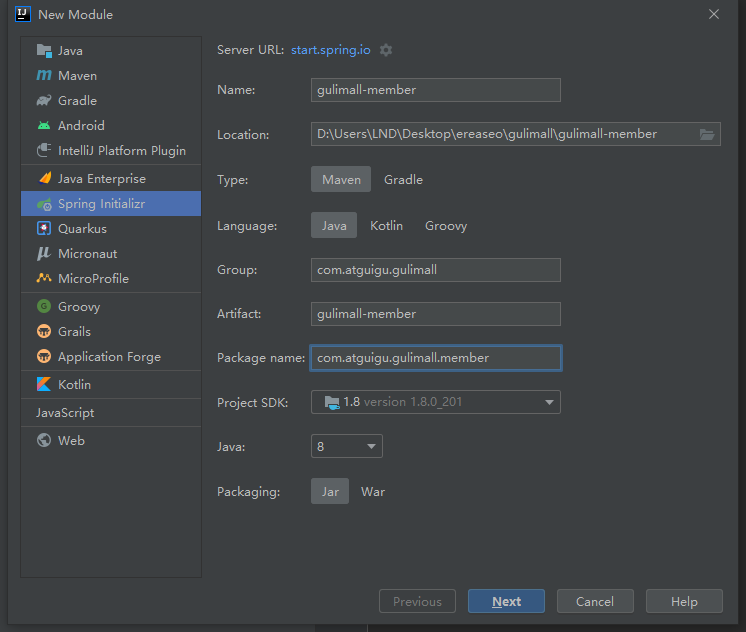 New Module
Java
Maven
Gradle
Android
IntelliJ Platform Plugin
Java Enterprise
Spring Initializr
Quarkus
Micronaut
MicroProfile
Groovy
Grails
Application Forge
Kotlin
JavaScript
Web
Server URL: start.spring.io
Name: gulimall-member
Location: D:\Users\LND\Desktop\ereaseo\gulimall\gulimall-member
Type: Maven Gradle
Language: Java Kotlin Groovy
Group: com.atguigu.gulimall
Artifact: gulimall-member
Package name: com.atguigu.gulimall.member
Project SDK: 1.8 version 1.8.0_201
Java: 8
Packaging: Jar War
Previous Next Cancel Help